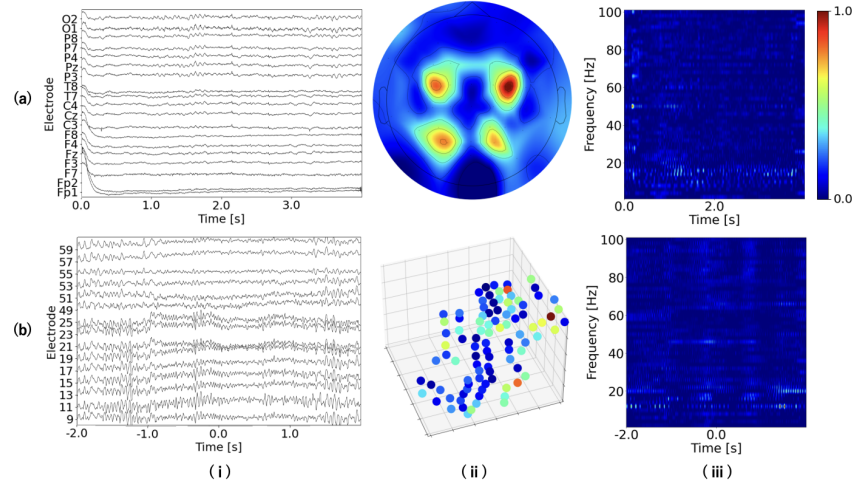 (a)
Electrode
O2
O1
P8
P7
P4
Pz
P3
T8
T7
C4
Cz
C3
F8
F4
Fz
F3
F7
Fp2
Fp1
0.0 1.0 2.0 3.0
Time [s]
Frequency [Hz]
100
80
60
40
20
0.0 2.0
Time [s]
1.0
0.0
(b)
Electrode
59
57
55
53
51
49
25
23
21
19
17
15
13
11
9
-2.0 -1.0 0.0 1.0
Time [s]
Frequency [Hz]
100
80
60
40
20
-2.0 0.0
Time [s]
(i) (ii) (iii)